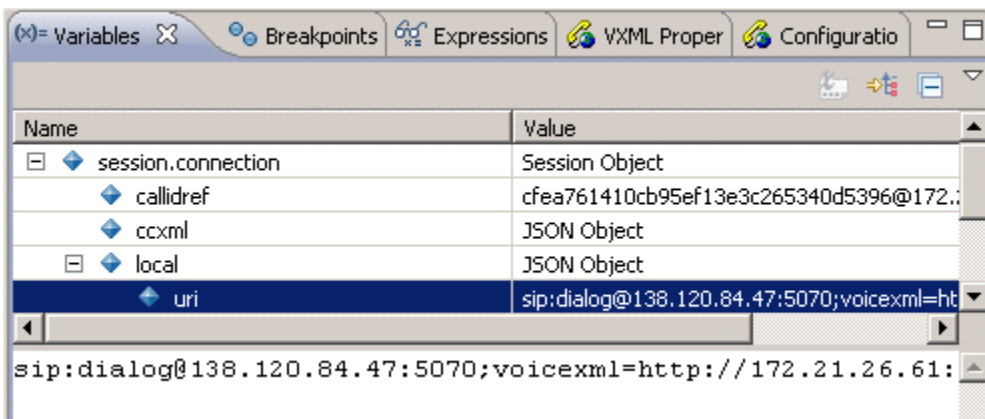 (x)= Variables Breakpoints Expressions VXML Proper Configuratio
Name Value
session.connection Session Object
callidref cfea761410cb95ef13e3c265340d5396@172.
ccxml JSON Object
local JSON Object
uri sip:dialog@138.120.84.47:5070;voicexml=ht
sip:dialog@138.120.84.47:5070;voicexml=http://172.21.26.61: